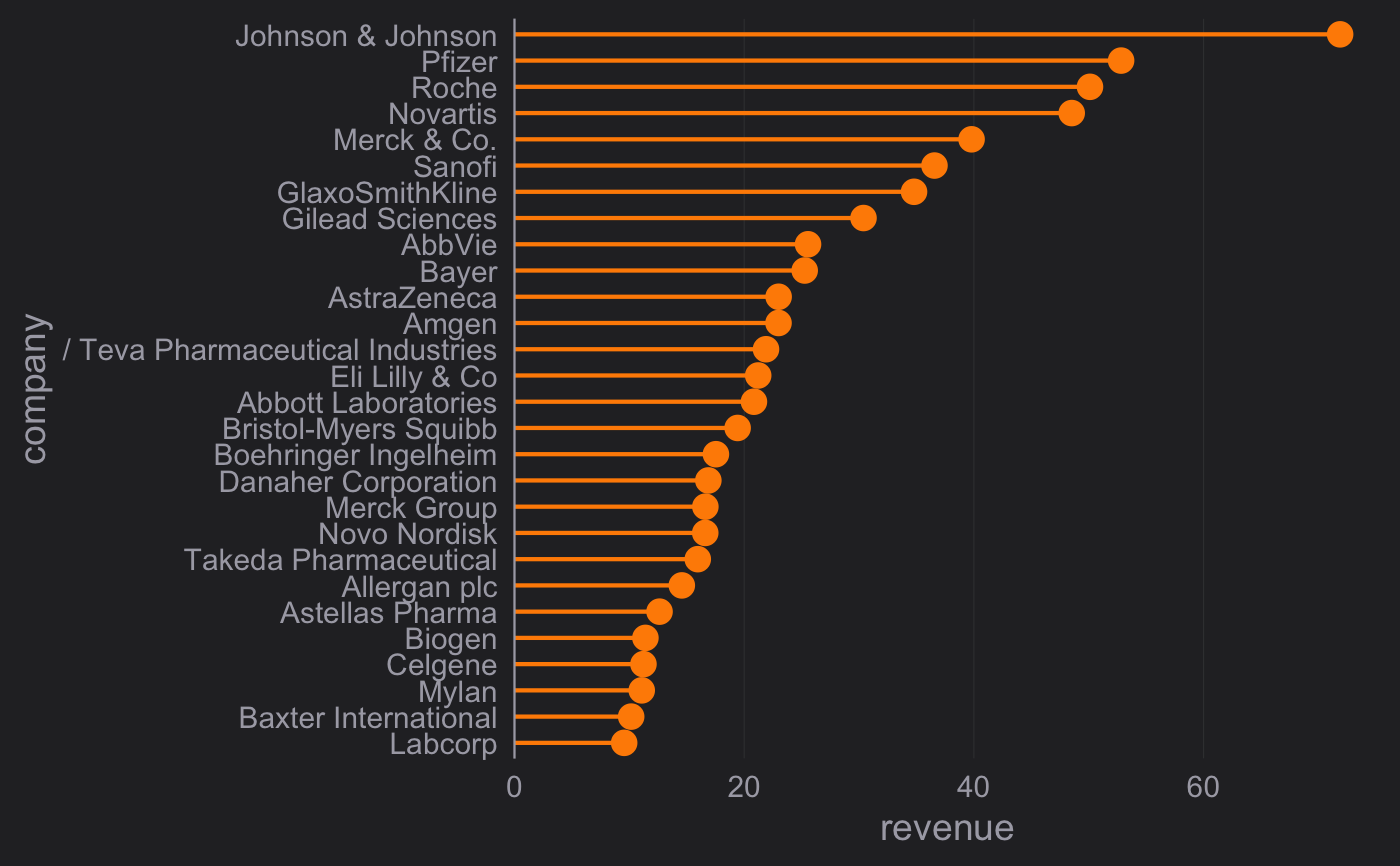 Johnson & Johnson
Pfizer
Roche
Novartis
Merck & Co.
Sanofi
GlaxoSmithKline
Gilead Sciences
AbbVie
Bayer
AstraZeneca
Amgen
/ Teva Pharmaceutical Industries
Eli Lilly & Co
Abbott Laboratories
Bristol-Myers Squibb
Boehringer Ingelheim
Danaher Corporation
Merck Group
Novo Nordisk
Takeda Pharmaceutical
Allergan plc
Astellas Pharma
Biogen
Celgene
Mylan
Baxter International
Labcorp
company
0 20 40 60
revenue